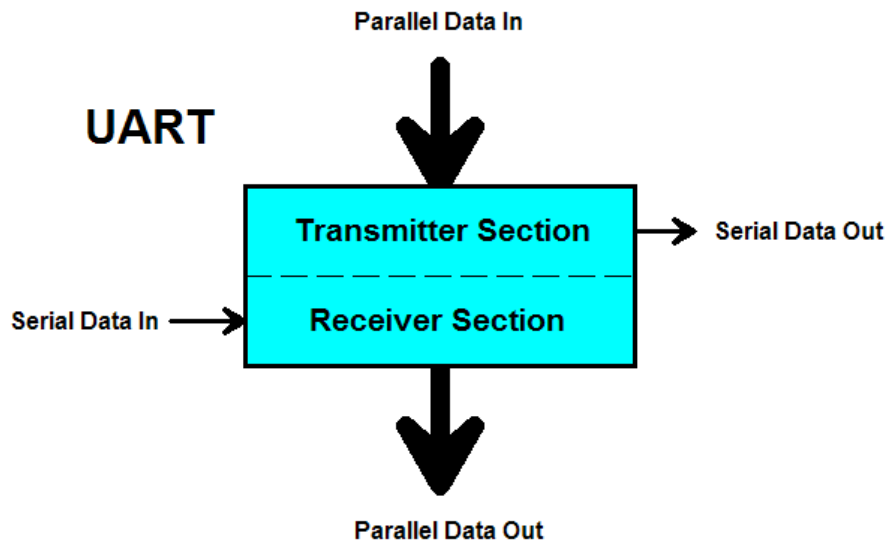 Parallel Data In
UART
Transmitter Section
Serial Data Out
Serial Data In
Receiver Section
Parallel Data Out